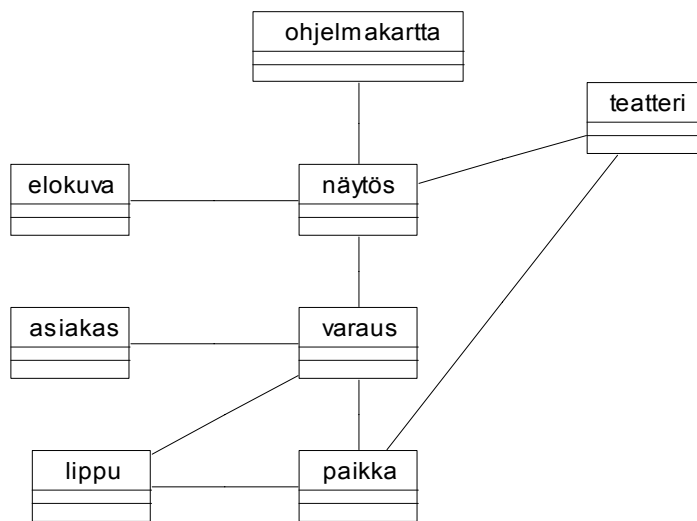 ohjelmakartta
teatteri
elokuva
näytös
asiakas
varaus
lippu
paikka